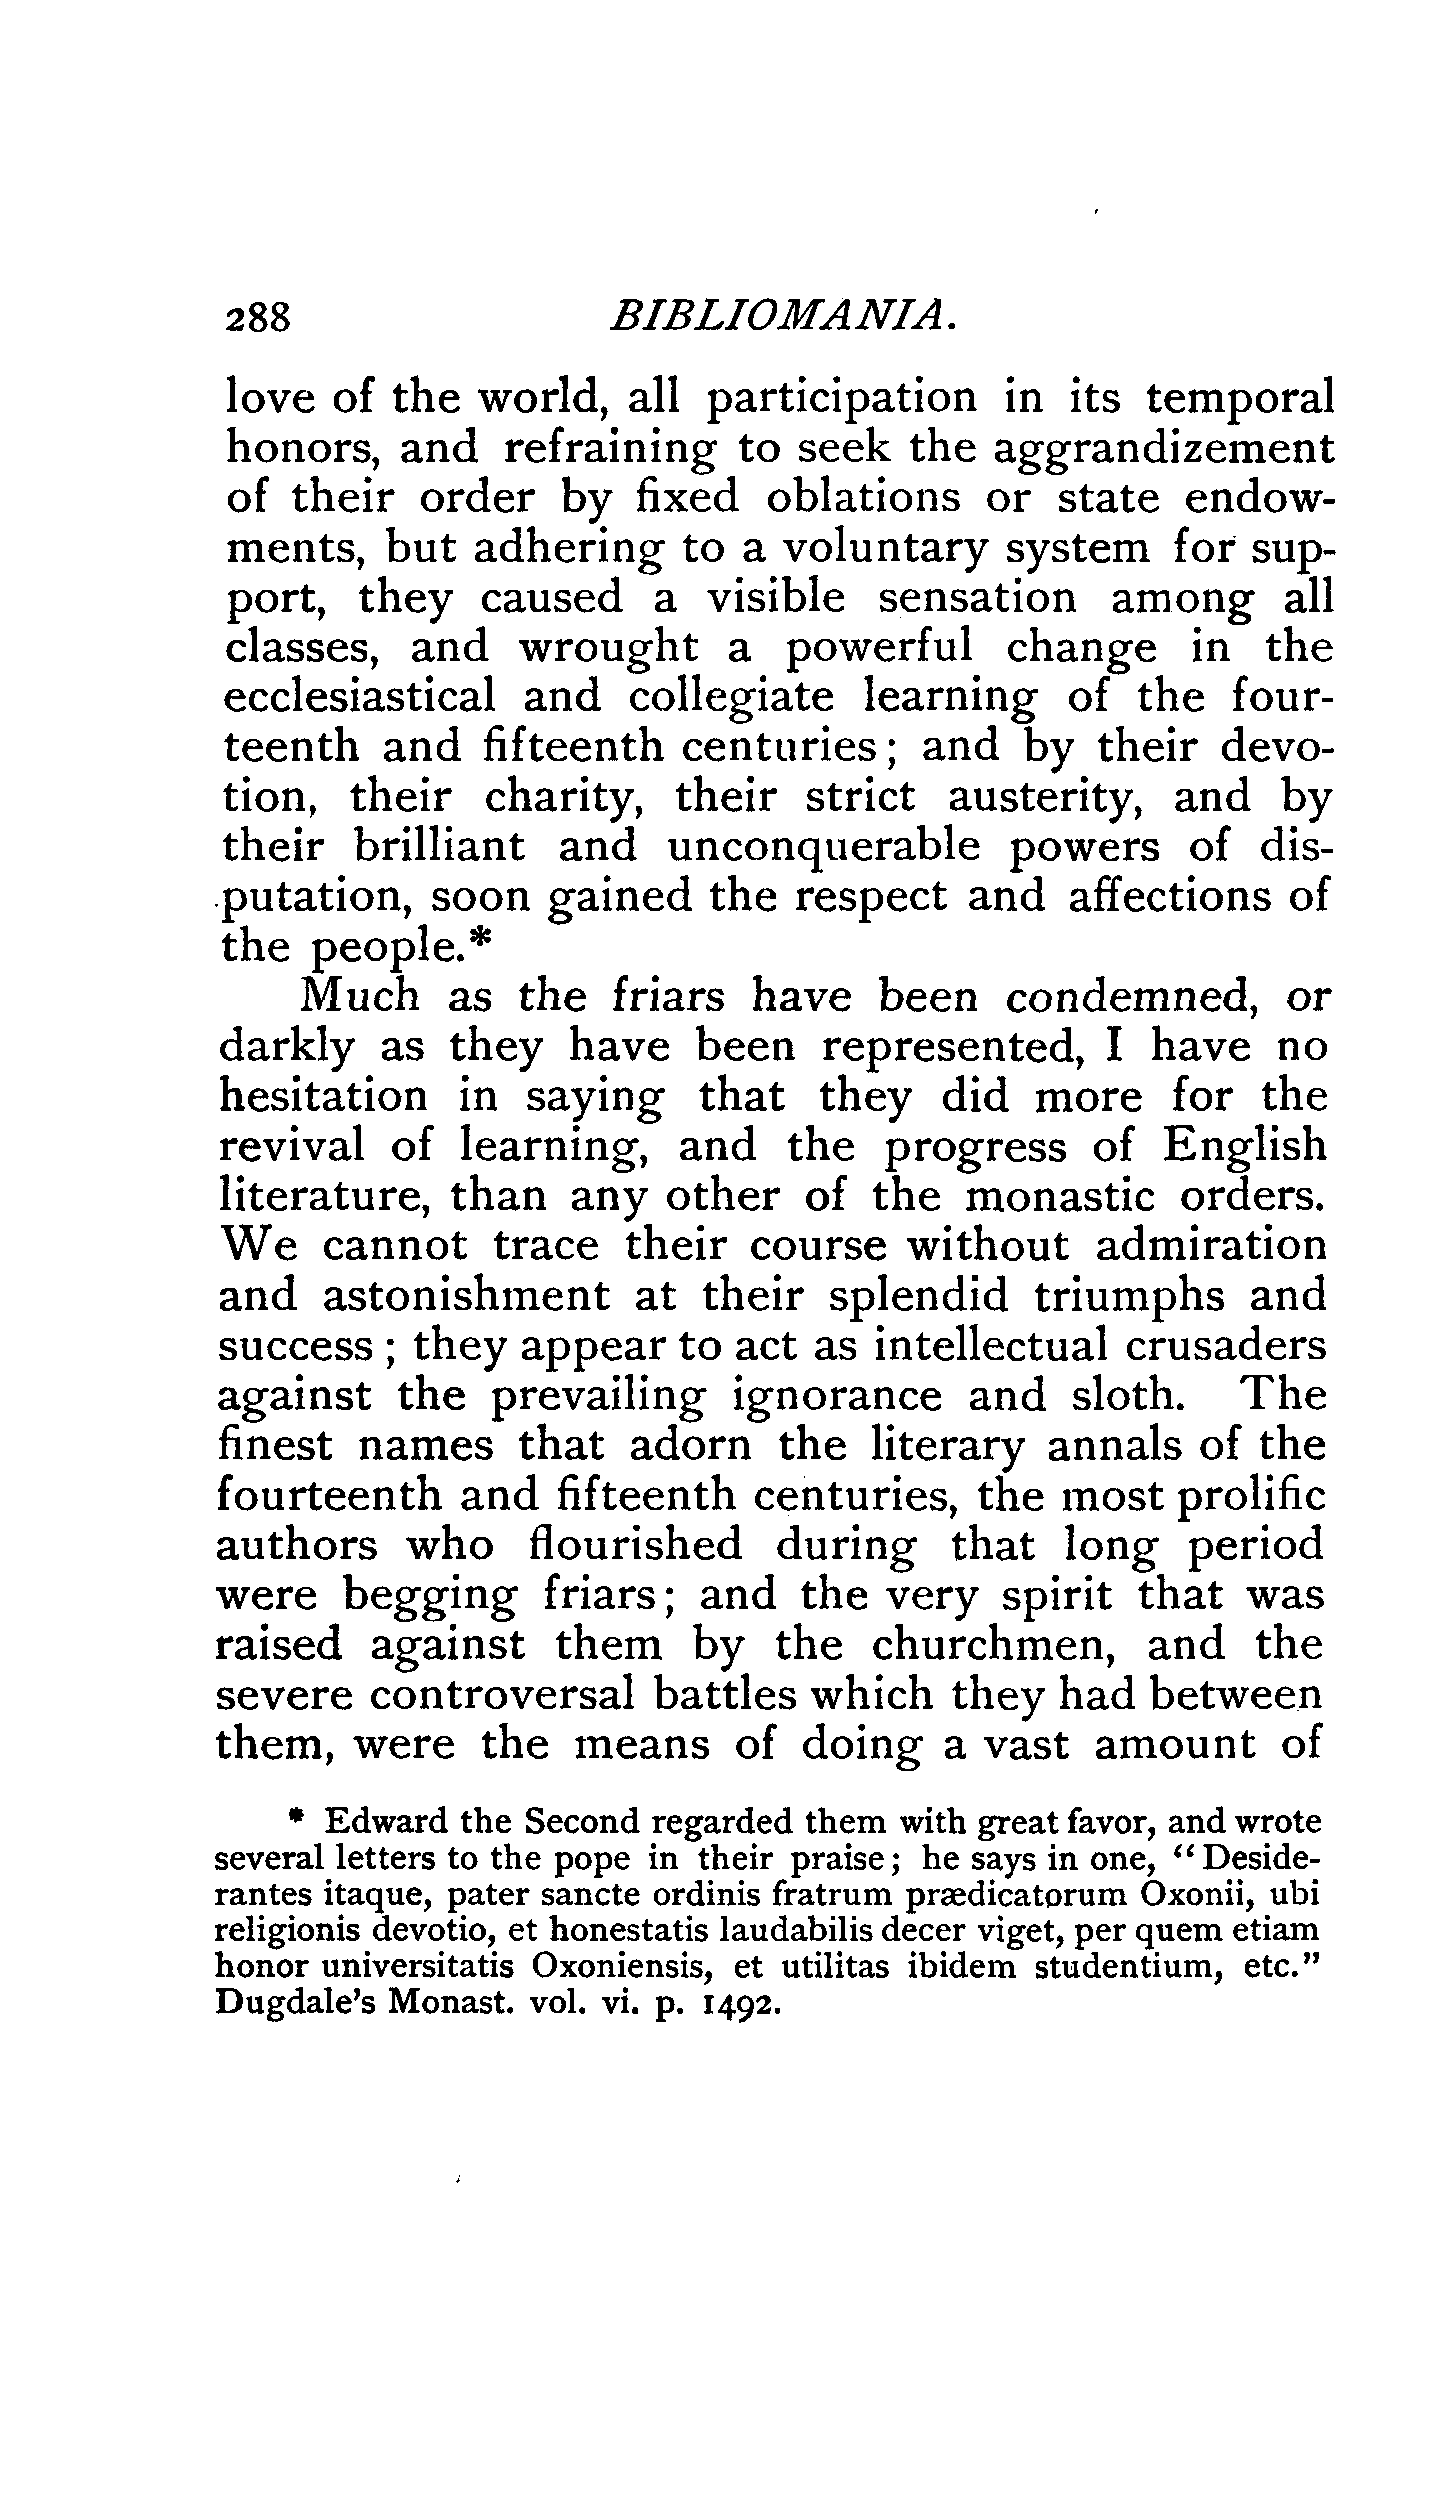 288 BIBLIOMANIA.
love of the world, all participation in its temporal
honors, and refraining to seek the aggrandizement
of their order by fixed oblations or state endow-
ments, but adhering to a voluntary system for sup-
port, they caused a visible sensation among all
classes, and wrought a powerful change in the
ecclesiastical and collegiate learning of the four-
teenth and fifteenth centuries; and by their devo-
tion, their charity, their strict austerity, and by
their brilliant and unconquerable powers of dis-
putation, soon gained the respect and affections of
the people.*
Much as the friars have been condemned, or
darkly as they have been represented, I have no
hesitation in saying that they did more for the
revival of learning, and the progress of English
literature, than any other of the monastic orders.
We cannot trace their course without admiration
and astonishment at their splendid triumphs and
success; they appear to act as intellectual crusaders
against the prevailing ignorance and sloth. The
finest names that adorn the literary annals of the
fourteenth and fifteenth centuries, the most prolific
authors who flourished during that long period
were begging friars; and the very spirit that was
raised against them by the churchmen, and the
severe controversal battles which they had between
them, were the means of doing a vast amount of
* Edward the Second regarded them with great favor, and wrote
several letters to the pope in their praise; he says in one, "Deside-
rantes itaque, pater sancte ordinis fratrum prædicatorum Oxonii, ubi
religionis devotio, et honestatis laudabilis decer viget, per quem etiam
honor universitatis Oxoniensis, et utilitas ibidem studentium, etc."
Dugdale's Monast. vol. vi. p. 1492.